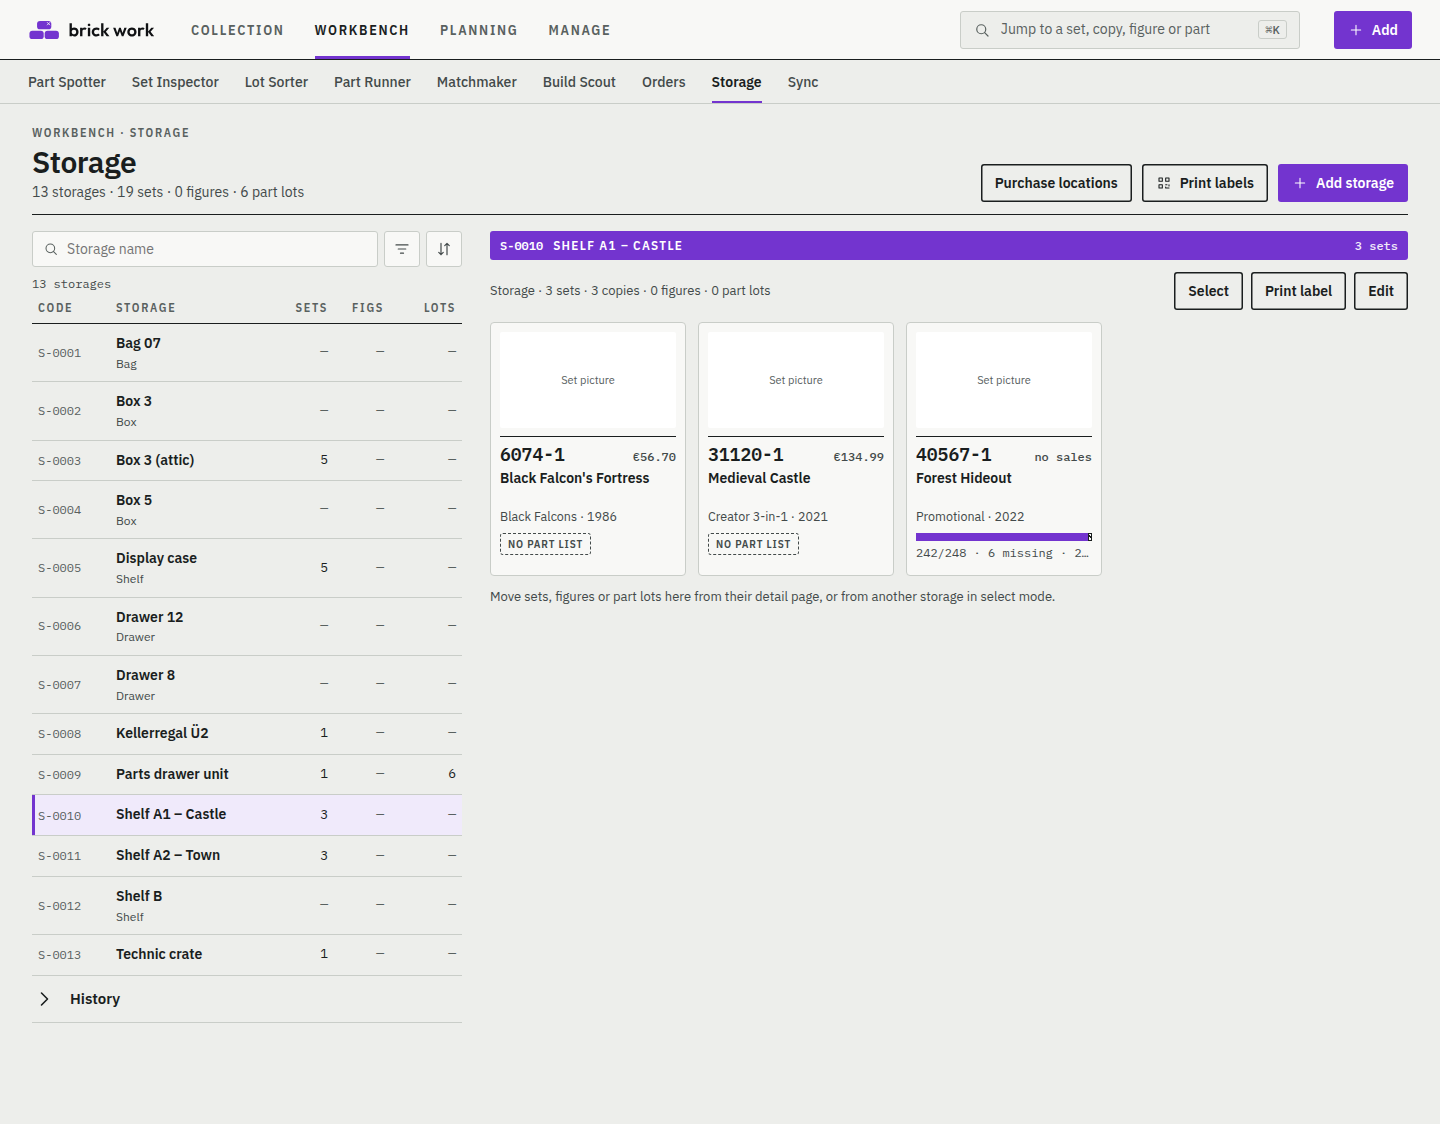 brick work
COLLECTION
WORKBENCH
PLANNING
MANAGE
Jump to a set, copy, figure or part
⌘K
Add
Part Spotter
Set Inspector
Lot Sorter
Part Runner
Matchmaker
Build Scout
Orders
Storage
Sync
WORKBENCH · STORAGE
Storage
13 storages · 19 sets · 0 figures · 6 part lots
Purchase locations
Print labels
Add storage
Storage name
13 storages
CODE STORAGE SETS FIGS LOTS
S-0001 Bag 07 – – –
Bag
S-0002 Box 3 – – –
Box
S-0003 Box 3 (attic) 5 – –
S-0004 Box 5 – – –
Box
S-0005 Display case 5 – –
Shelf
S-0006 Drawer 12 – – –
Drawer
S-0007 Drawer 8 – – –
Drawer
S-0008 Kellerregal Ü2 1 – –
S-0009 Parts drawer unit 1 – 6
S-0010 Shelf A1 – Castle 3 – –
S-0011 Shelf A2 – Town 3 – –
S-0012 Shelf B – – –
Shelf
S-0013 Technic crate 1 – –
History
S-0010 SHELF A1 – CASTLE 3 sets
Storage · 3 sets · 3 copies · 0 figures · 0 part lots
Select
Print label
Edit
Set picture
6074-1 €56.70
Black Falcon's Fortress
Black Falcons · 1986
NO PART LIST
Set picture
31120-1 €134.99
Medieval Castle
Creator 3-in-1 · 2021
NO PART LIST
Set picture
40567-1 no sales
Forest Hideout
Promotional · 2022
242/248 · 6 missing · 2…
Move sets, figures or part lots here from their detail page, or from another storage in select mode.